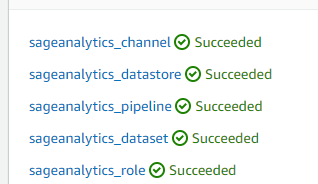 sageanalytics_channel Succeeded
sageanalytics_datastore Succeeded
sageanalytics_pipeline Succeeded
sageanalytics_dataset Succeeded
sageanalytics_role Succeeded